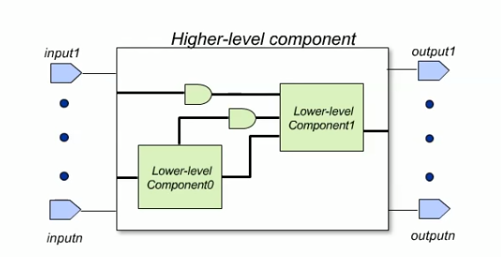 Higher-level component
input1
output1
Lower-level
Component1
Lower-level
Component0
inputn
outputn